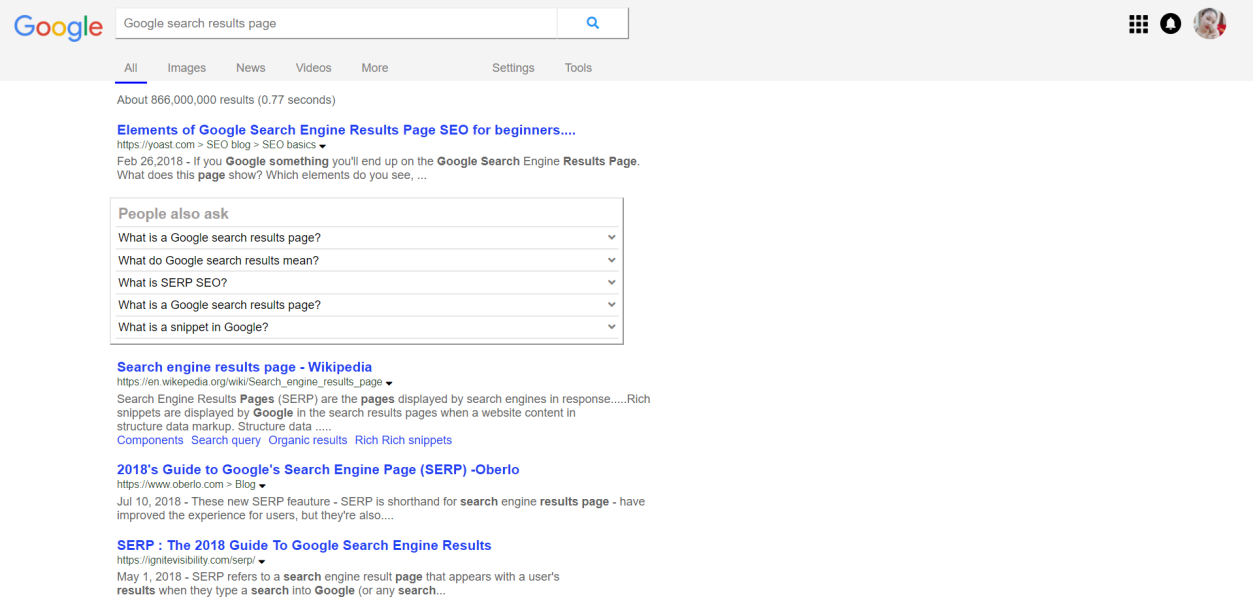 Google
Google search results page
All Images News Videos More Settings Tools
About 866,000,000 results (0.77 seconds)
Elements of Google Search Engine Results Page SEO for beginners....
https://yoast.com > SEO blog > SEO basics
Feb 26,2018 - If you Google something you'll end up on the Google Search Engine Results Page.
What does this page show? Which elements do you see, ...
People also ask
What is a Google search results page?
What do Google search results mean?
What is SERP SEO?
What is a Google search results page?
What is a snippet in Google?
Search engine results page - Wikipedia
https://en.wikepedia.org/wiki/Search_engine_results_page
Search Engine Results Pages (SERP) are the pages displayed by search engines in response.....Rich
snippets are displayed by Google in the search results pages when a website content in
structure data markup. Structure data .....
Components Search query Organic results Rich Rich snippets
2018's Guide to Google's Search Engine Page (SERP) -Oberlo
https://www.oberlo.com > Blog
Jul 10, 2018 - These new SERP feauture - SERP is shorthand for search engine results page - have
improved the experience for users, but they're also....
SERP : The 2018 Guide To Google Search Engine Results
https://ignitevisibility.com/serp/
May 1, 2018 - SERP refers to a search engine result page that appears with a user's
results when they type a search into Google (or any search...